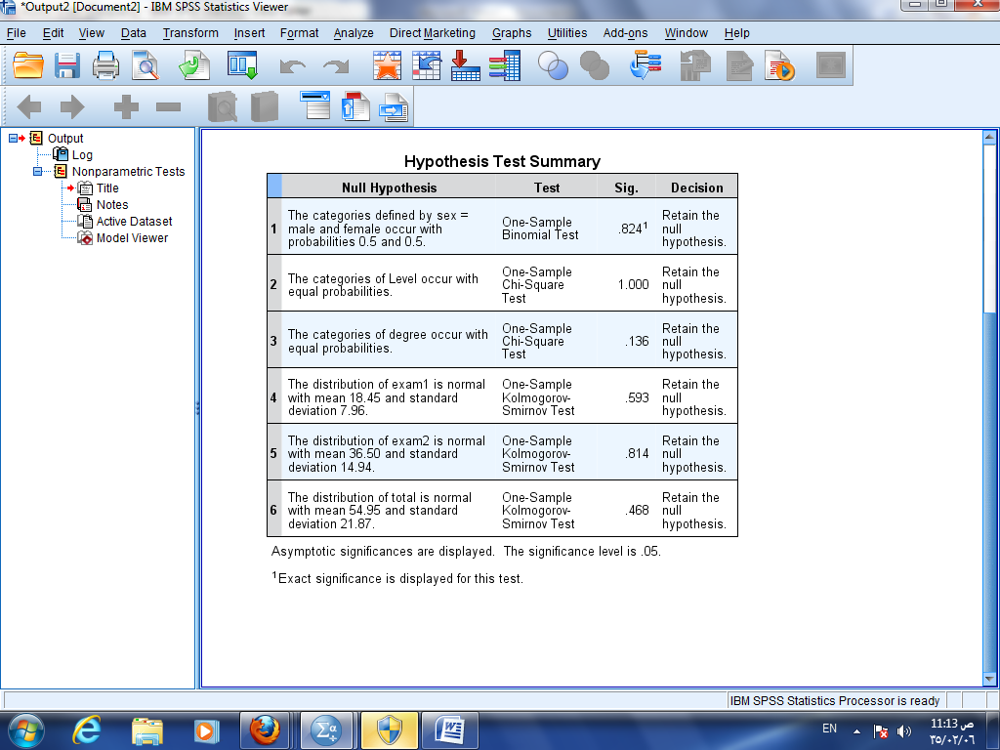 *Output2 [Document2] - IBM SPSS Statistics Viewer
File Edit View Data Transform Insert Format Analyze Direct Marketing Graphs Utilities Add-ons Window Help
Output
Log
Nonparametric Tests
Title
Notes
Active Dataset
Model Viewer
Hypothesis Test Summary
Null Hypothesis Test Sig. Decision
1
The categories defined by sex =
male and female occur with
probabilities 0.5 and 0.5.
One-Sample
Binomial Test
.824¹
Retain the
null
hypothesis.
2
The categories of Level occur with
equal probabilities.
One-Sample
Chi-Square
Test
1.000
Retain the
null
hypothesis.
3
The categories of degree occur with
equal probabilities.
One-Sample
Chi-Square
Test
.136
Retain the
null
hypothesis.
4
The distribution of exam1 is normal
with mean 18.45 and standard
deviation 7.96.
One-Sample
Kolmogorov-
Smirnov Test
.593
Retain the
null
hypothesis.
5
The distribution of exam2 is normal
with mean 36.50 and standard
deviation 14.94.
One-Sample
Kolmogorov-
Smirnov Test
.814
Retain the
null
hypothesis.
6
The distribution of total is normal
with mean 54.95 and standard
deviation 21.87.
One-Sample
Kolmogorov-
Smirnov Test
.468
Retain the
null
hypothesis.
Asymptotic significances are displayed. The significance level is .05.
¹Exact significance is displayed for this test.
IBM SPSS Statistics Processor is ready
EN
11:13 ص
٣٥/٠٢/٠٦